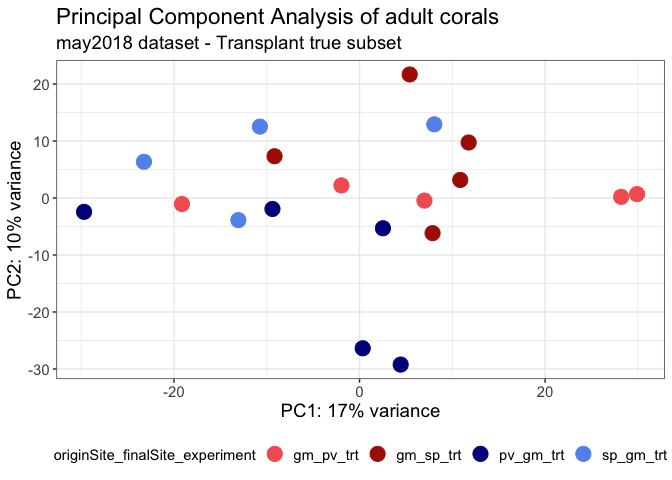 Principal Component Analysis of adult corals
may2018 dataset - Transplant true subset
20
10
0
-10
-20
-30
PC2: 10% variance
-20 0 20
PC1: 17% variance
originSite_finalSite_experiment gm_pv_trt gm_sp_trt pv_gm_trt sp_gm_trt